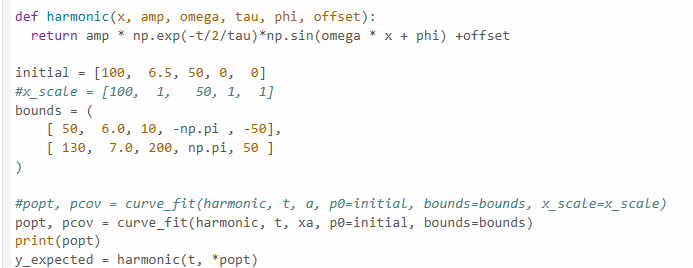 def harmonic(x, amp, omega, tau, phi, offset):
  return amp * np.exp(-t/2/tau)*np.sin(omega * x + phi) +offset
initial = [100,  6.5, 50, 0,  0]
#x_scale = [100,  1,   50, 1,  1]
bounds = (
    [ 50,  6.0, 10, -np.pi , -50],
    [ 130,  7.0, 200, np.pi, 50 ]
)
#popt, pcov = curve_fit(harmonic, t, a, p0=initial, bounds=bounds, x_scale=x_scale)
popt, pcov = curve_fit(harmonic, t, xa, p0=initial, bounds=bounds)
print(popt)
y_expected = harmonic(t, *popt)